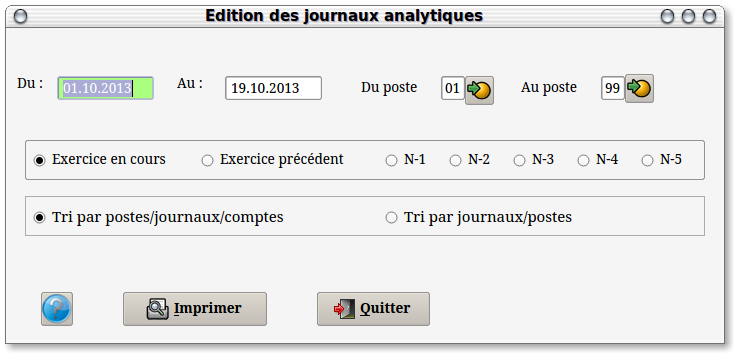 Edition des journaux analytiques
Du : 01.10.2013 Au : 19.10.2013 Du poste 01 Au poste 99
Exercice en cours Exercice précédent N-1 N-2 N-3 N-4 N-5
Tri par postes/journaux/comptes Tri par journaux/postes
? Imprimer Quitter